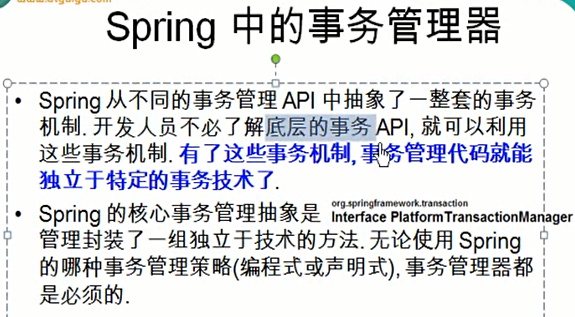 Spring 中的事务管理器
• Spring 从不同的事务管理 API 中抽象了一整套的事务
机制. 开发人员不必了解底层的事务 API, 就可以利用
这些事务机制. 有了这些事务机制, 事务管理代码就能
独立于特定的事务技术了.
• Spring 的核心事务管理抽象是
org.springframework.transaction
Interface PlatformTransactionManager
管理封装了一组独立于技术的方法. 无论使用 Spring
的哪种事务管理策略(编程式或声明式), 事务管理器都
是必须的.